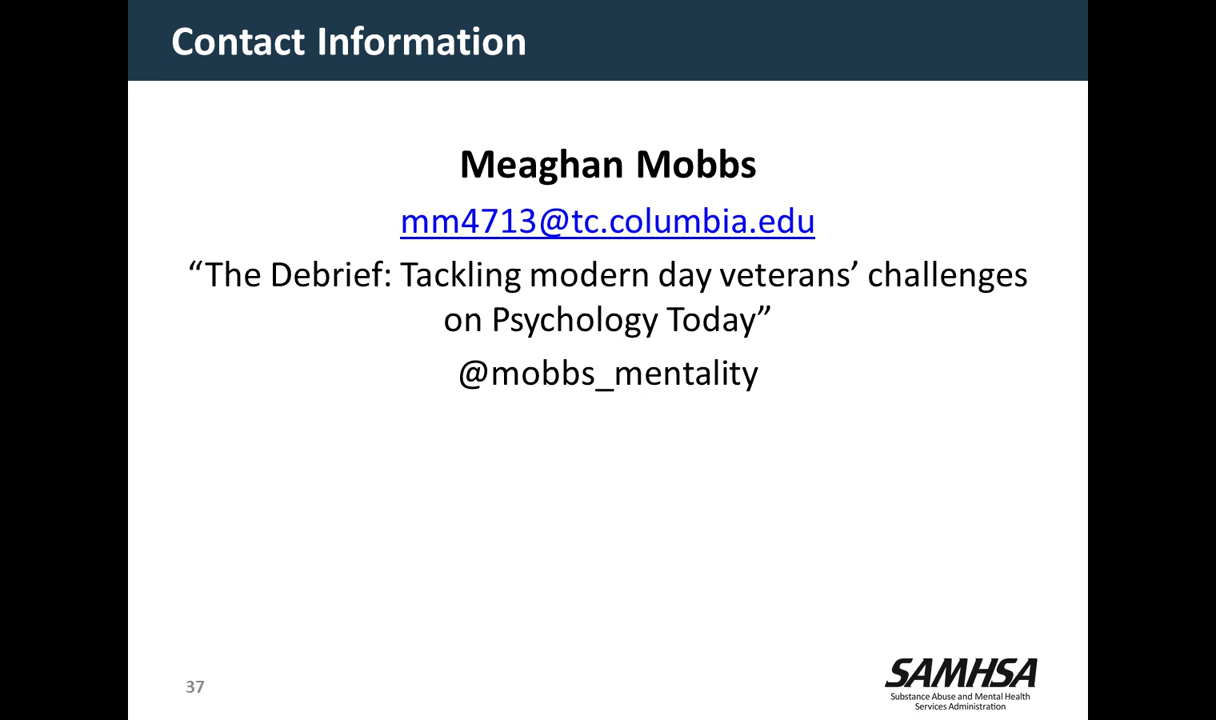 Contact Information
Meaghan Mobbs
mm4713@tc.columbia.edu
“The Debrief: Tackling modern day veterans’ challenges
on Psychology Today”
@mobbs_mentality
37
SAMHSA
Substance Abuse and Mental Health
Services Administration